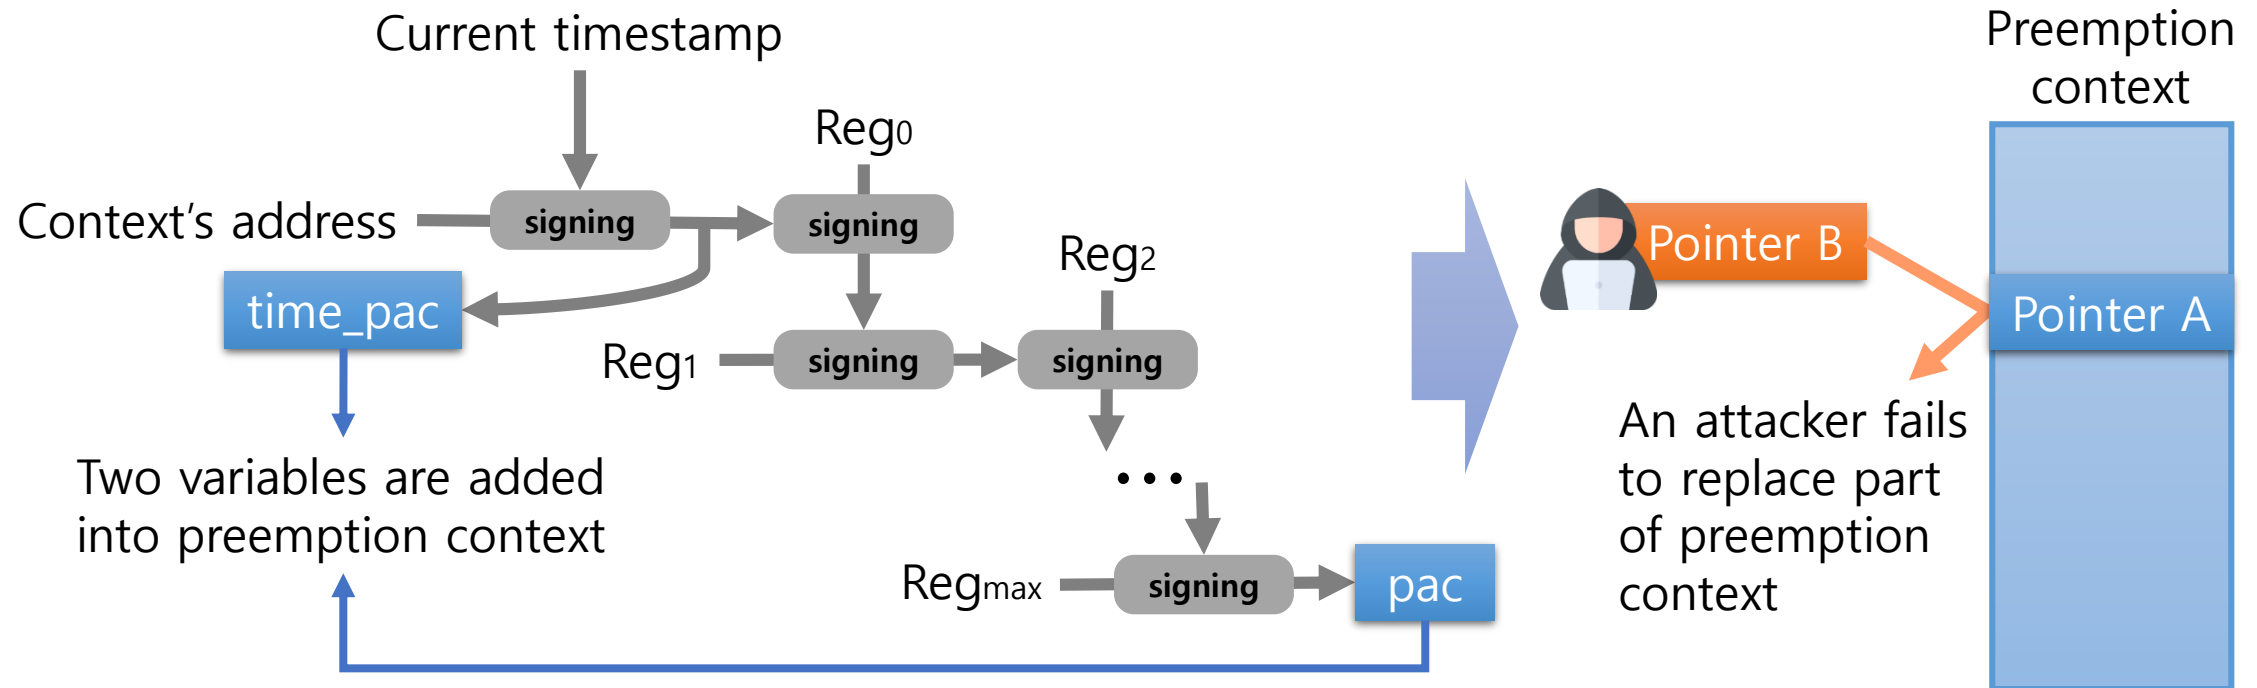 Current timestamp
Reg0
Context's address
signing
signing
Reg2
time_pac
Reg1
signing
signing
Two variables are added
into preemption context
...
Regmax
signing
pac
Preemption
context
Pointer B
Pointer A
An attacker fails
to replace part
of preemption
context